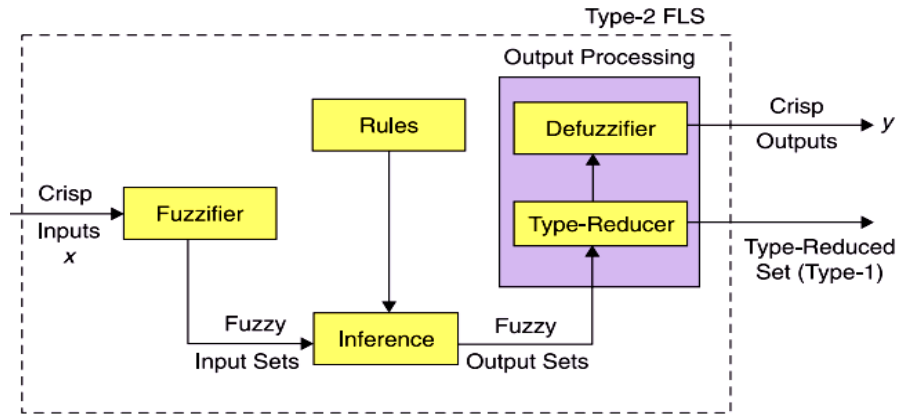 Type-2 FLS
Output Processing
Crisp
Outputs
y
Defuzzifier
Rules
Crisp
Inputs
x
Fuzzifier
Type-Reducer
Type-Reduced
Set (Type-1)
Fuzzy
Input Sets
Inference
Fuzzy
Output Sets